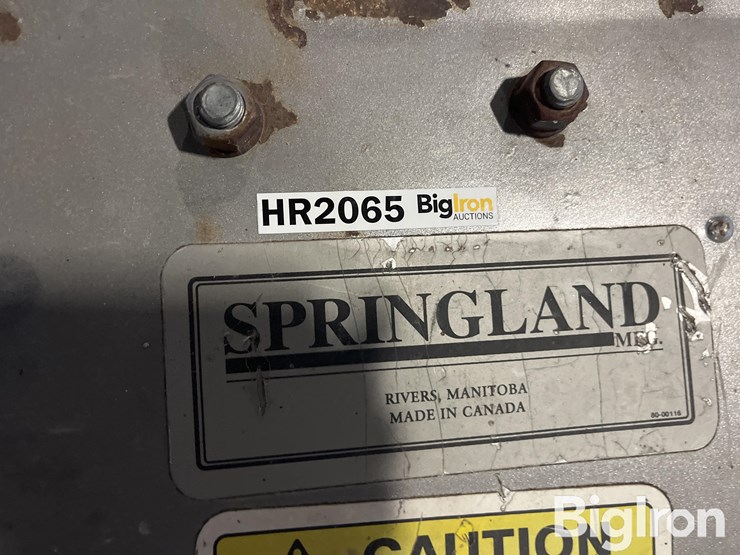 HR2065 BigIron
AUCTIONS
SPRINGLAND
MFG.
RIVERS, MANITOBA
MADE IN CANADA
80-00116
CAUTION
BigIron